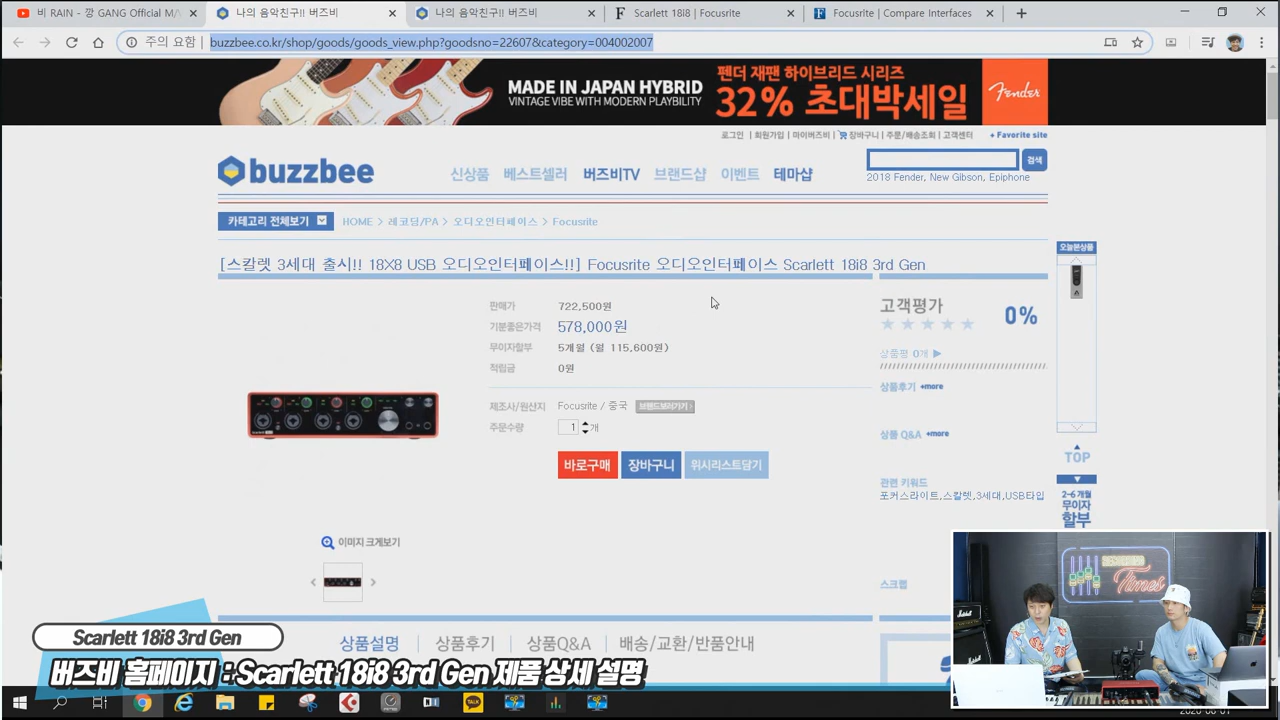 비 RAIN - 깡 GANG Official M/V
나의 음악친구!! 버즈비
나의 음악친구!! 버즈비
Scarlett 18i8 | Focusrite
Focusrite | Compare Interfaces
주의 요함
buzzbee.co.kr/shop/goods/goods_view.php?goodsno=22607&category=004002007
MADE IN JAPAN HYBRID
VINTAGE VIBE WITH MODERN PLAYBILITY
펜더 재팬 하이브리드 시리즈
32% 초대박세일
Fender
로그인 | 회원가입 | 마이버즈비 | 장바구니 | 주문/배송조회 | 고객센터
+ Favorite site
buzzbee
신상품 베스트셀러 버즈비TV 브랜드샵 이벤트 테마샵
검색
2018 Fender, New Gibson, Epiphone
카테고리 전체보기
HOME > 레코딩/PA > 오디오인터페이스 > Focusrite
오늘본상품
[스칼렛 3세대 출시!! 18X8 USB 오디오인터페이스!!] Focusrite 오디오인터페이스 Scarlett 18i8 3rd Gen
판매가 722,500원
기분좋은가격 578,000원
무이자할부 5개월 (월 115,600원)
적립금 0원
제조사/원산지 Focusrite / 중국 브랜드보러가기 >
주문수량 1 개
바로구매 장바구니 위시리스트담기
고객평가 0%
상품평 0개 ▶
상품후기 +more
상품 Q&A +more
관련 키워드
포커스라이트,스칼렛,3세대,USB타입
TOP
2~6 개월
무이자
할부
이미지 크게보기
스크랩
상품설명 상품후기 상품Q&A 배송/교환/반품안내
Times
Marshall
Scarlett 18i8 3rd Gen
버즈비 홈페이지 : Scarlett 18i8 3rd Gen 제품 상세 설명
TALK